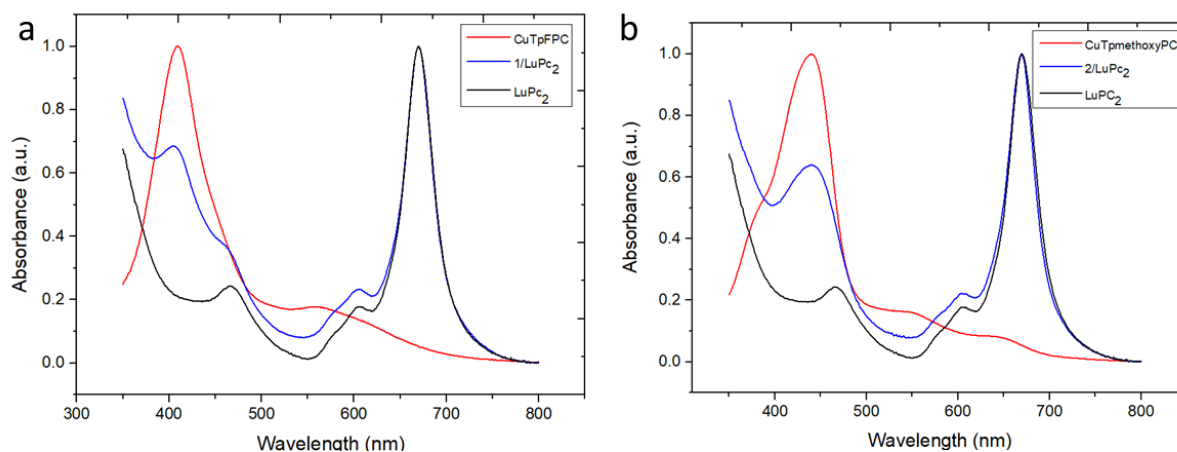 a
CuTpFPC
1/LuPc2
LuPc2
Absorbance (a.u.)
1.0
0.8
0.6
0.4
0.2
0.0
300 400 500 600 700 800
Wavelength (nm)
b
CuTpmethoxyPC
2/LuPc2
LuPC2
Absorbance (a.u.)
1.0
0.8
0.6
0.4
0.2
0.0
400 500 600 700 800
Wavelength (nm)